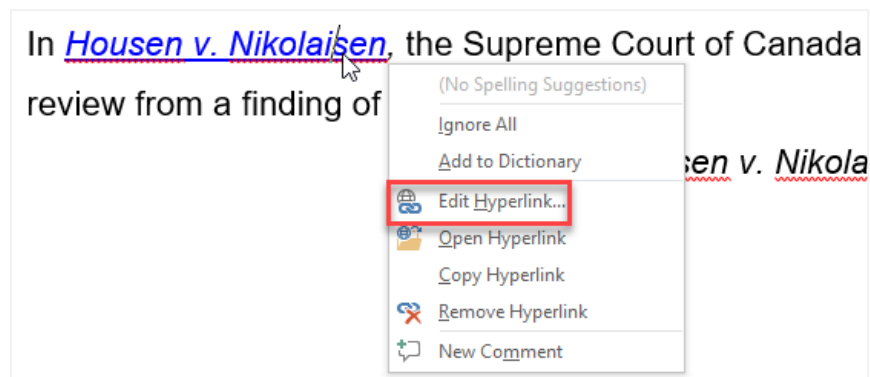 In Housen v. Nikolaisen, the Supreme Court of Canada
(No Spelling Suggestions)
review from a finding of
Ignore All
Add to Dictionary
v. Nikola
Edit Hyperlink...
Open Hyperlink
Copy Hyperlink
Remove Hyperlink
New Comment